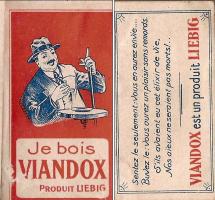 Je bois
VIANDOX
PRODUIT LIEBIG
Sentez-le seulement: Vous en aurez envie....
Buvez-le: Vous aurez un plaisir sans remords.
S'ils avaient eu cet élixir de vie,
Nos aïeux ne seraient pas morts!..
VIANDOX est un produit LIEBIG